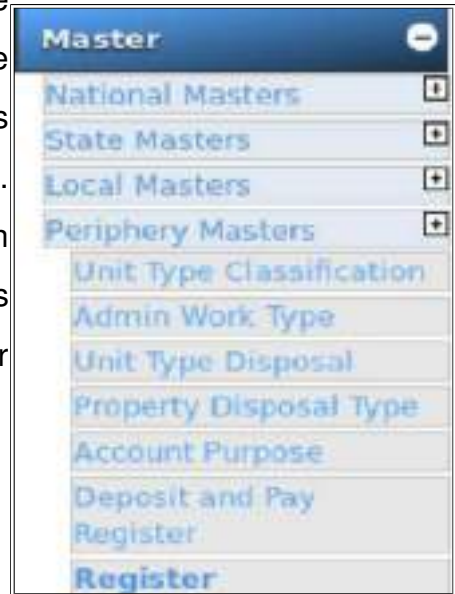 e
Master
e
National Masters
s
State Masters
.
Local Masters
n
Periphery Masters
s
Unit Type Classification
Admin Work Type
r
Unit Type Disposal
Property Disposal Type
Account Purpose
Deposit and Pay
Register
Register